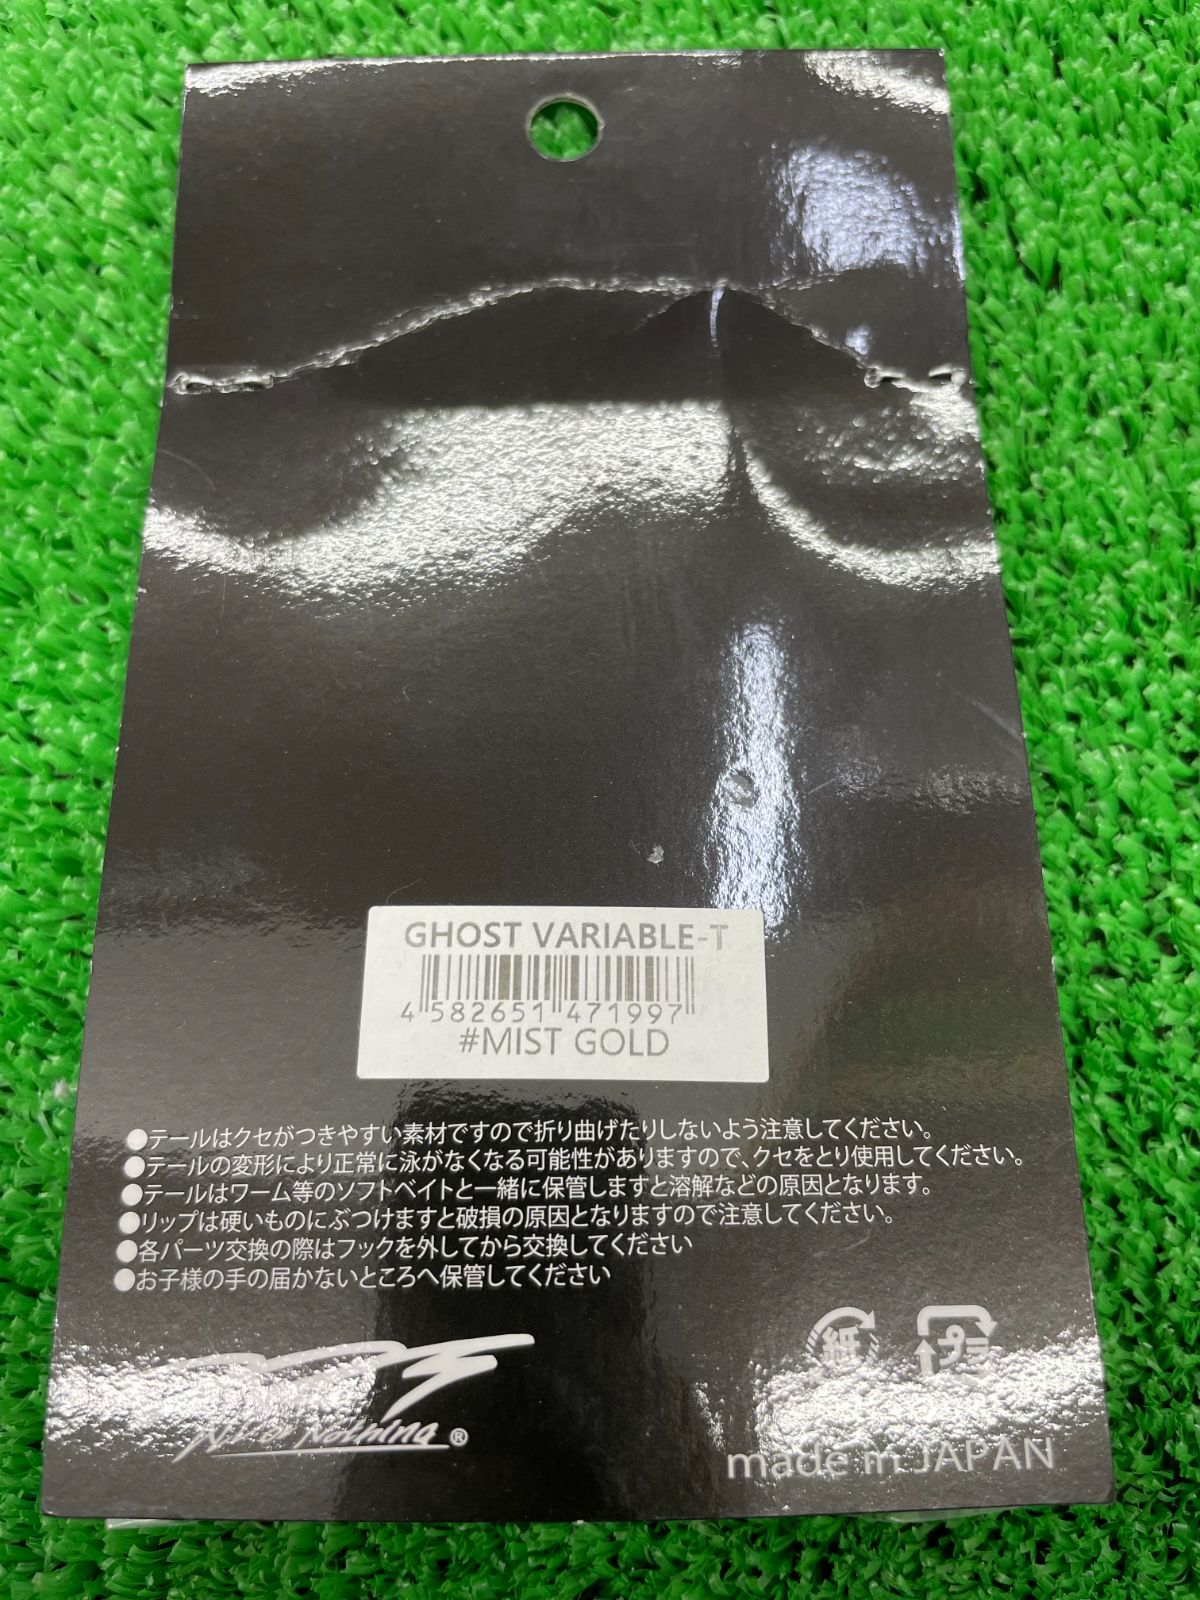 GHOST VARIABLE-T
4 582651 471997
#MIST GOLD
●テールはクセがつきやすい素材ですので折り曲げたりしないよう注意してください。
●テールの変形により正常に泳がなくなる可能性がありますので、クセをとり使用してください。
●テールはワーム等のソフトベイトと一緒に保管しますと溶解などの原因となります。
●リップは硬いものにぶつけますと破損の原因となりますので注意してください。
●各パーツ交換の際はフックを外してから交換してください
●お子様の手の届かないところへ保管してください
紙 プラ
All or Nothing ®
made in JAPAN